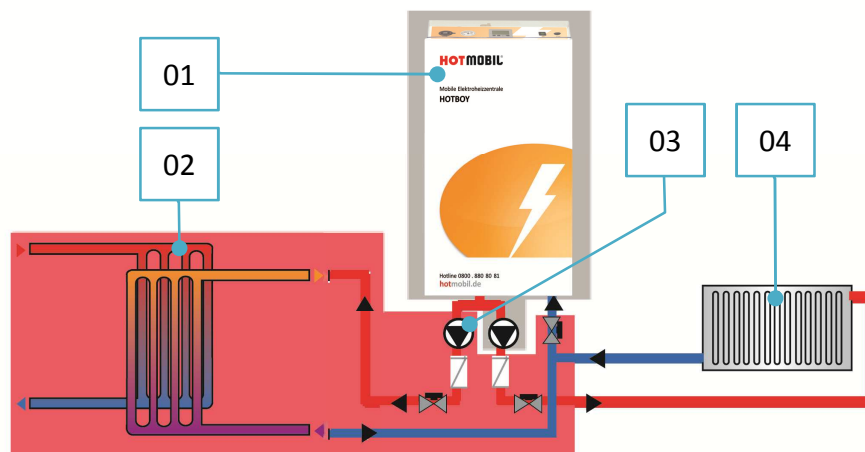 01
HOTMOBIL
Mobile Elektroheizzentrale
HOTBOY
02
03
04
Hotline 0800 . 880 80 81
hotmobil.de